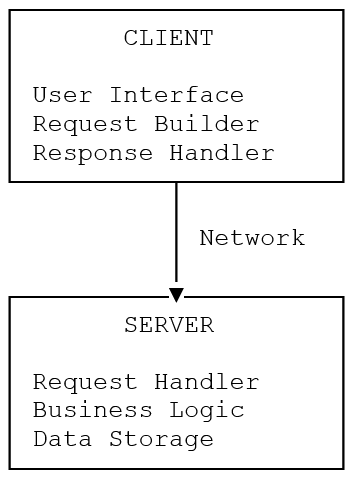 CLIENT
User Interface
Request Builder
Response Handler
Network
SERVER
Request Handler
Business Logic
Data Storage